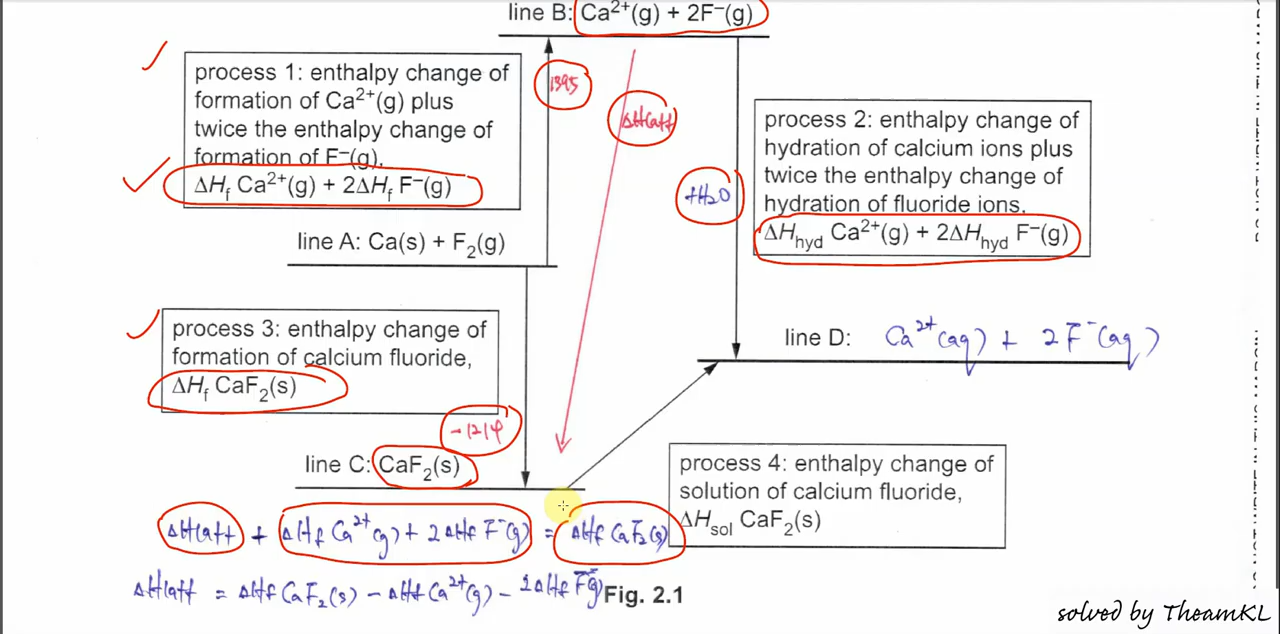 line B: Ca²⁺(g) + 2F⁻(g)
process 1: enthalpy change of
formation of Ca²⁺(g) plus
twice the enthalpy change of
formation of F⁻(g),
ΔHf Ca²⁺(g) + 2ΔHf F⁻(g)
1395
ΔHlatt
+H2O
process 2: enthalpy change of
hydration of calcium ions plus
twice the enthalpy change of
hydration of fluoride ions,
ΔHhyd Ca²⁺(g) + 2ΔHhyd F⁻(g)
line A: Ca(s) + F₂(g)
process 3: enthalpy change of
formation of calcium fluoride,
ΔHf CaF₂(s)
line D: Ca²⁺(aq) + 2F⁻(aq)
-1214
line C: CaF₂(s)
process 4: enthalpy change of
solution of calcium fluoride,
ΔHsol CaF₂(s)
ΔHlatt + ΔHf Ca²⁺(g) + 2ΔHf F⁻(g) = ΔHf CaF₂(s)
ΔHlatt = ΔHf CaF₂(s) - ΔHf Ca²⁺(g) - 2ΔHf F⁻(g)
Fig. 2.1
solved by TheamKL